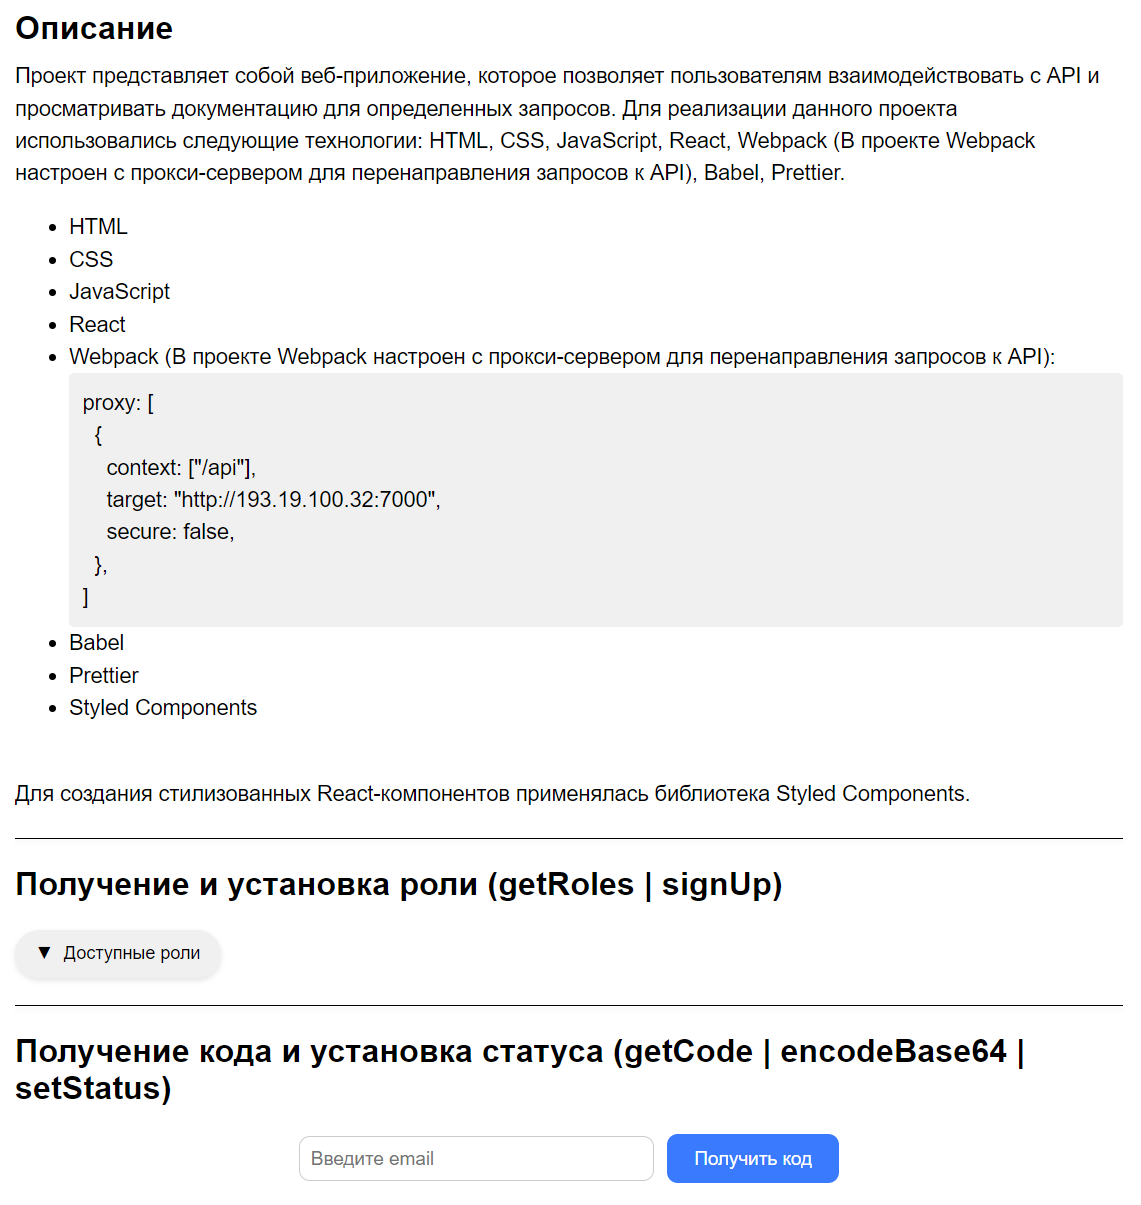 Описание
Проект представляет собой веб-приложение, которое позволяет пользователям взаимодействовать с API и
просматривать документацию для определенных запросов. Для реализации данного проекта
использовались следующие технологии: HTML, CSS, JavaScript, React, Webpack (В проекте Webpack
настроен с прокси-сервером для перенаправления запросов к API), Babel, Prettier.
• HTML
• CSS
• JavaScript
• React
• Webpack (В проекте Webpack настроен с прокси-сервером для перенаправления запросов к API):
proxy: [
{
context: ["/api"],
target: "http://193.19.100.32:7000",
secure: false,
},
]
• Babel
• Prettier
• Styled Components
Для создания стилизованных React-компонентов применялась библиотека Styled Components.
Получение и установка роли (getRoles | signUp)
▼ Доступные роли
Получение кода и установка статуса (getCode | encodeBase64 |
setStatus)
Введите email
Получить код